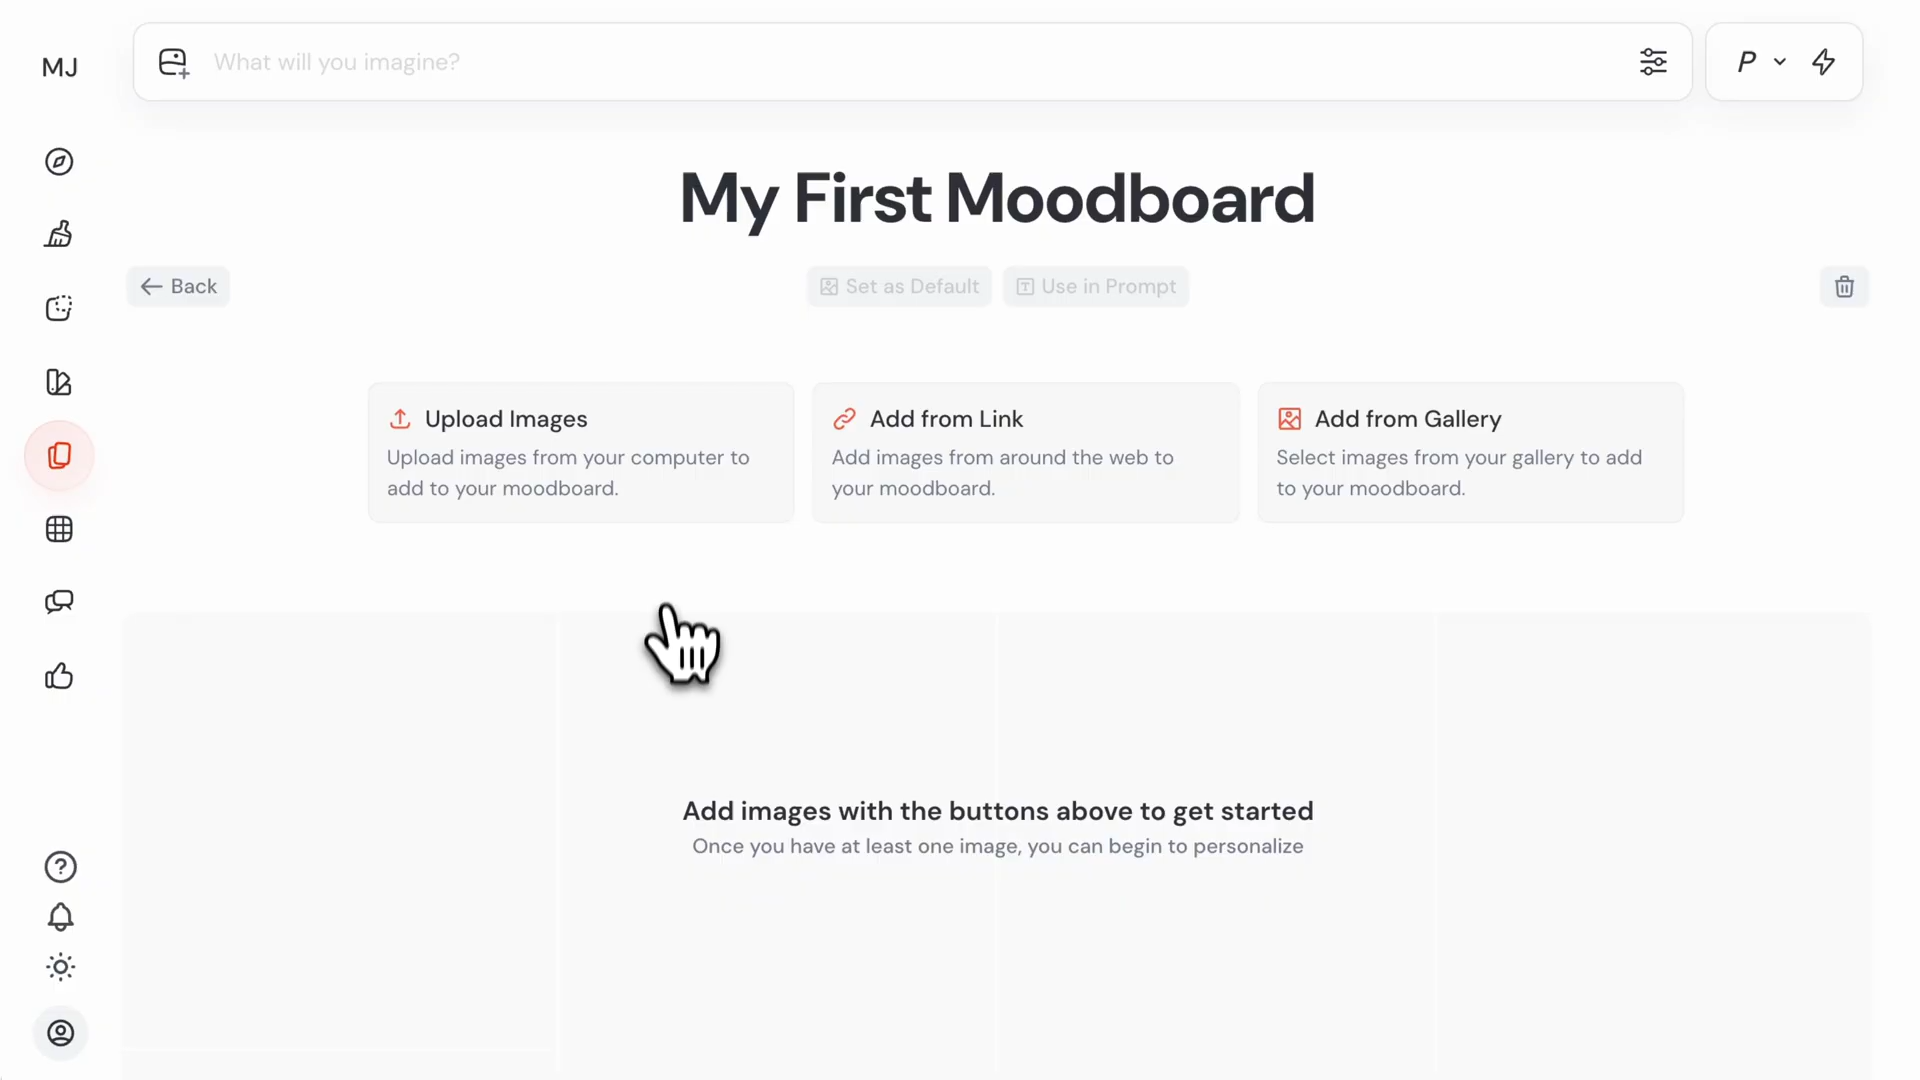 MJ
What will you imagine?
P
My First Moodboard
Back
Set as Default
Use in Prompt
Upload Images
Upload images from your computer to
add to your moodboard.
Add from Link
Add images from around the web to
your moodboard.
Add from Gallery
Select images from your gallery to add
to your moodboard.
Add images with the buttons above to get started
Once you have at least one image, you can begin to personalize